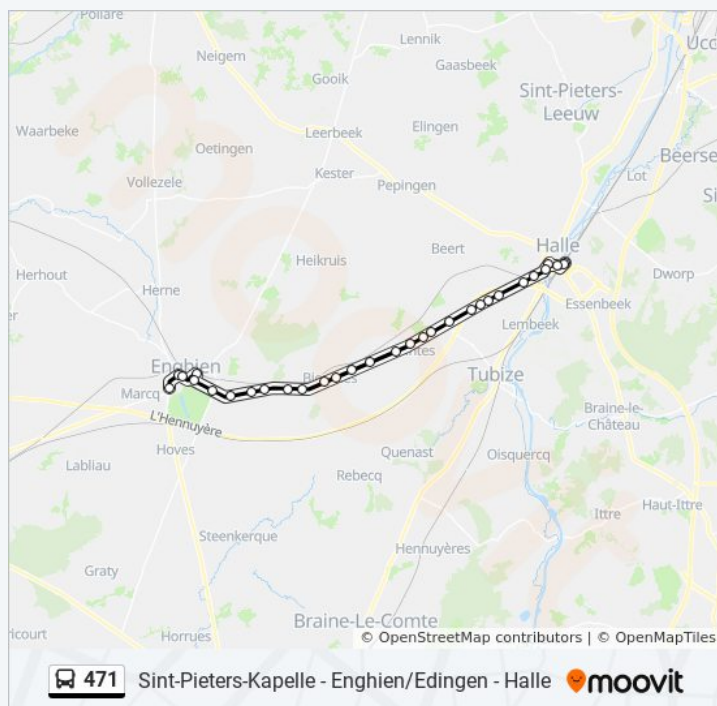 Pollare
Lennik
Neigem
Gaasbeek
Ucc
Gooik
Sint-Pieters-
Leeuw
Waarbeke
Leerbeek
Elingen
Oetingen
Beerse
Kester
Lot
Vollezele
Pepingen
Si
Halle
Beert
Heikruis
Dworp
Herhout
Herne
Essenbeek
Lembeek
Enghien
Tubize
Marcq
L'Hennuyère
Braine-le-
Château
Hoves
Quenast
Oisquercq
Labliau
Rebecq
Haut-Ittre
Ittre
Steenkerque
Hennuyères
Graty
Braine-Le-Comte
Horrues
© OpenStreetMap contributors | © OpenMapTiles
471 Sint-Pieters-Kapelle - Enghien/Edingen - Halle moovit